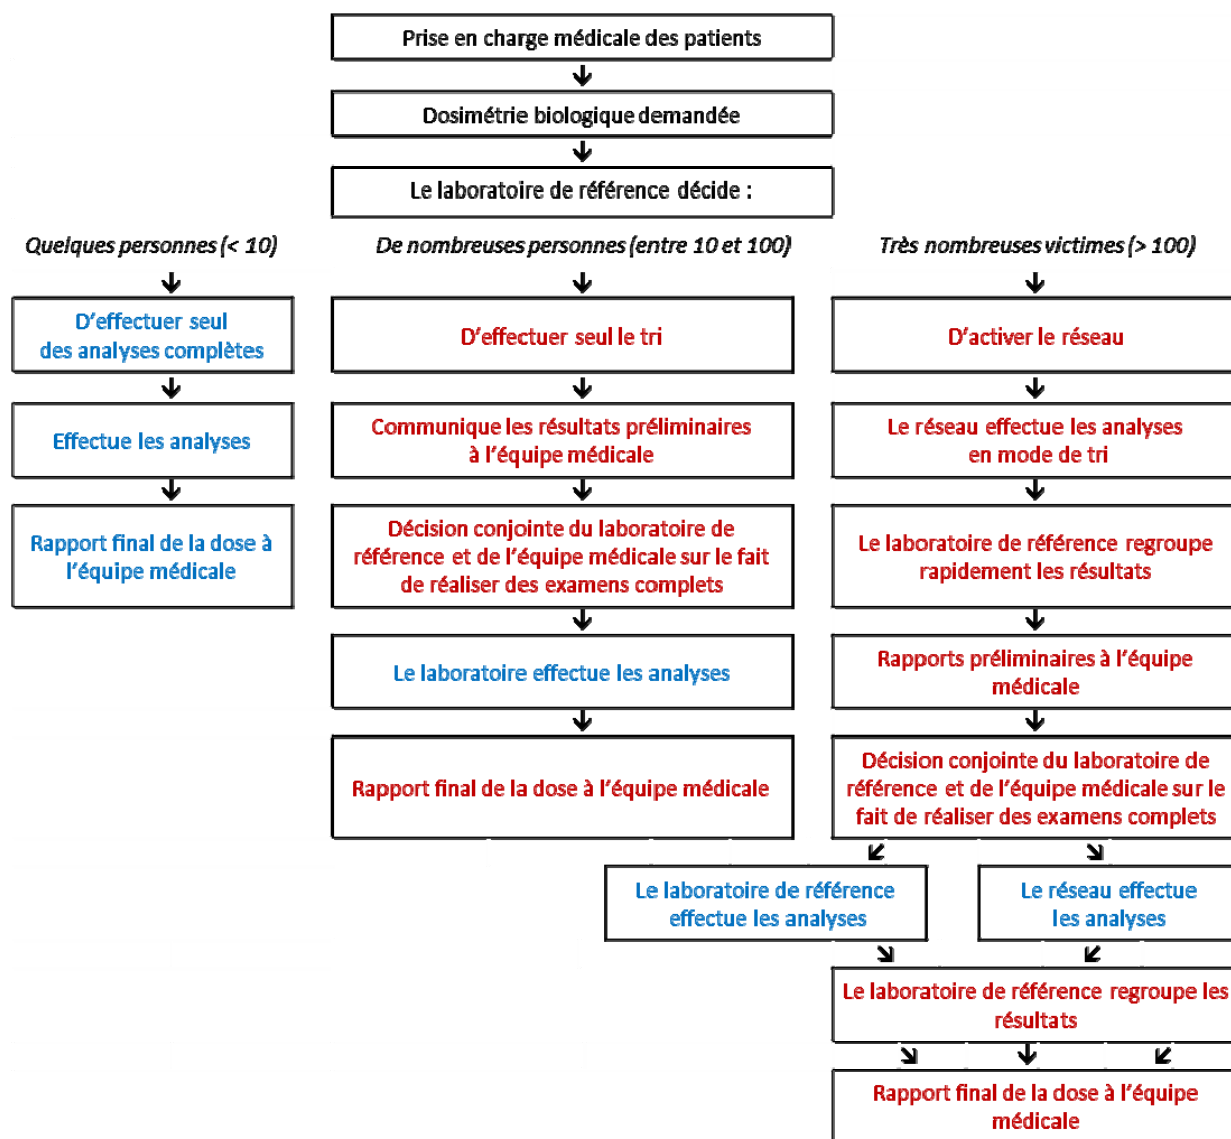 Prise en charge médicale des patients
Dosimétrie biologique demandée
Le laboratoire de référence décide :
Quelques personnes (< 10)
D'effectuer seul
des analyses complètes
Effectue les analyses
Rapport final de la dose à
l'équipe médicale
De nombreuses personnes (entre 10 et 100)
D'effectuer seul le tri
Communique les résultats préliminaires
à l'équipe médicale
Décision conjointe du laboratoire de
référence et de l'équipe médicale sur le fait
de réaliser des examens complets
Le laboratoire effectue les analyses
Rapport final de la dose à l'équipe médicale
Très nombreuses victimes (> 100)
D'activer le réseau
Le réseau effectue les analyses
en mode de tri
Le laboratoire de référence regroupe
rapidement les résultats
Rapports préliminaires à l'équipe
médicale
Décision conjointe du laboratoire de
référence et de l'équipe médicale sur le
fait de réaliser des examens complets
Le laboratoire de référence
effectue les analyses
Le réseau effectue
les analyses
Le laboratoire de référence regroupe les
résultats
Rapport final de la dose à l'équipe
médicale